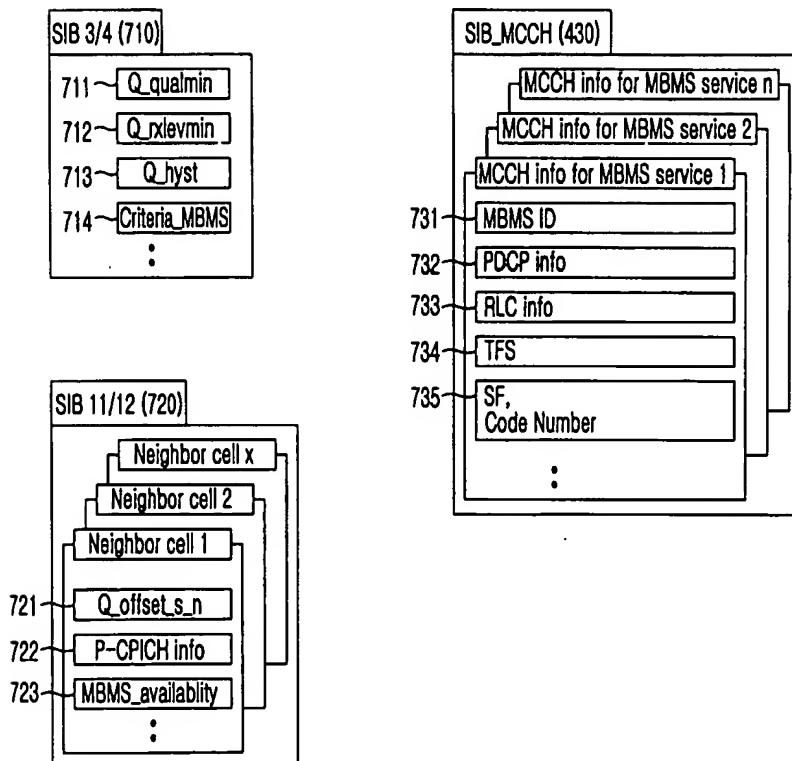 SIB 3/4 (710)
711
Q_qualmin
712
Q_rxlevmin
713
Q_hyst
714
Criteria_MBMS
SIB_MCCH (430)
MCCH info for MBMS service n
MCCH info for MBMS service 2
MCCH info for MBMS service 1
731
MBMS ID
732
PDCP info
733
RLC info
734
TFS
735
SF,
Code Number
SIB 11/12 (720)
Neighbor cell x
Neighbor cell 2
Neighbor cell 1
721
Q_offset_s_n
722
P-CPICH info
723
MBMS_availablity